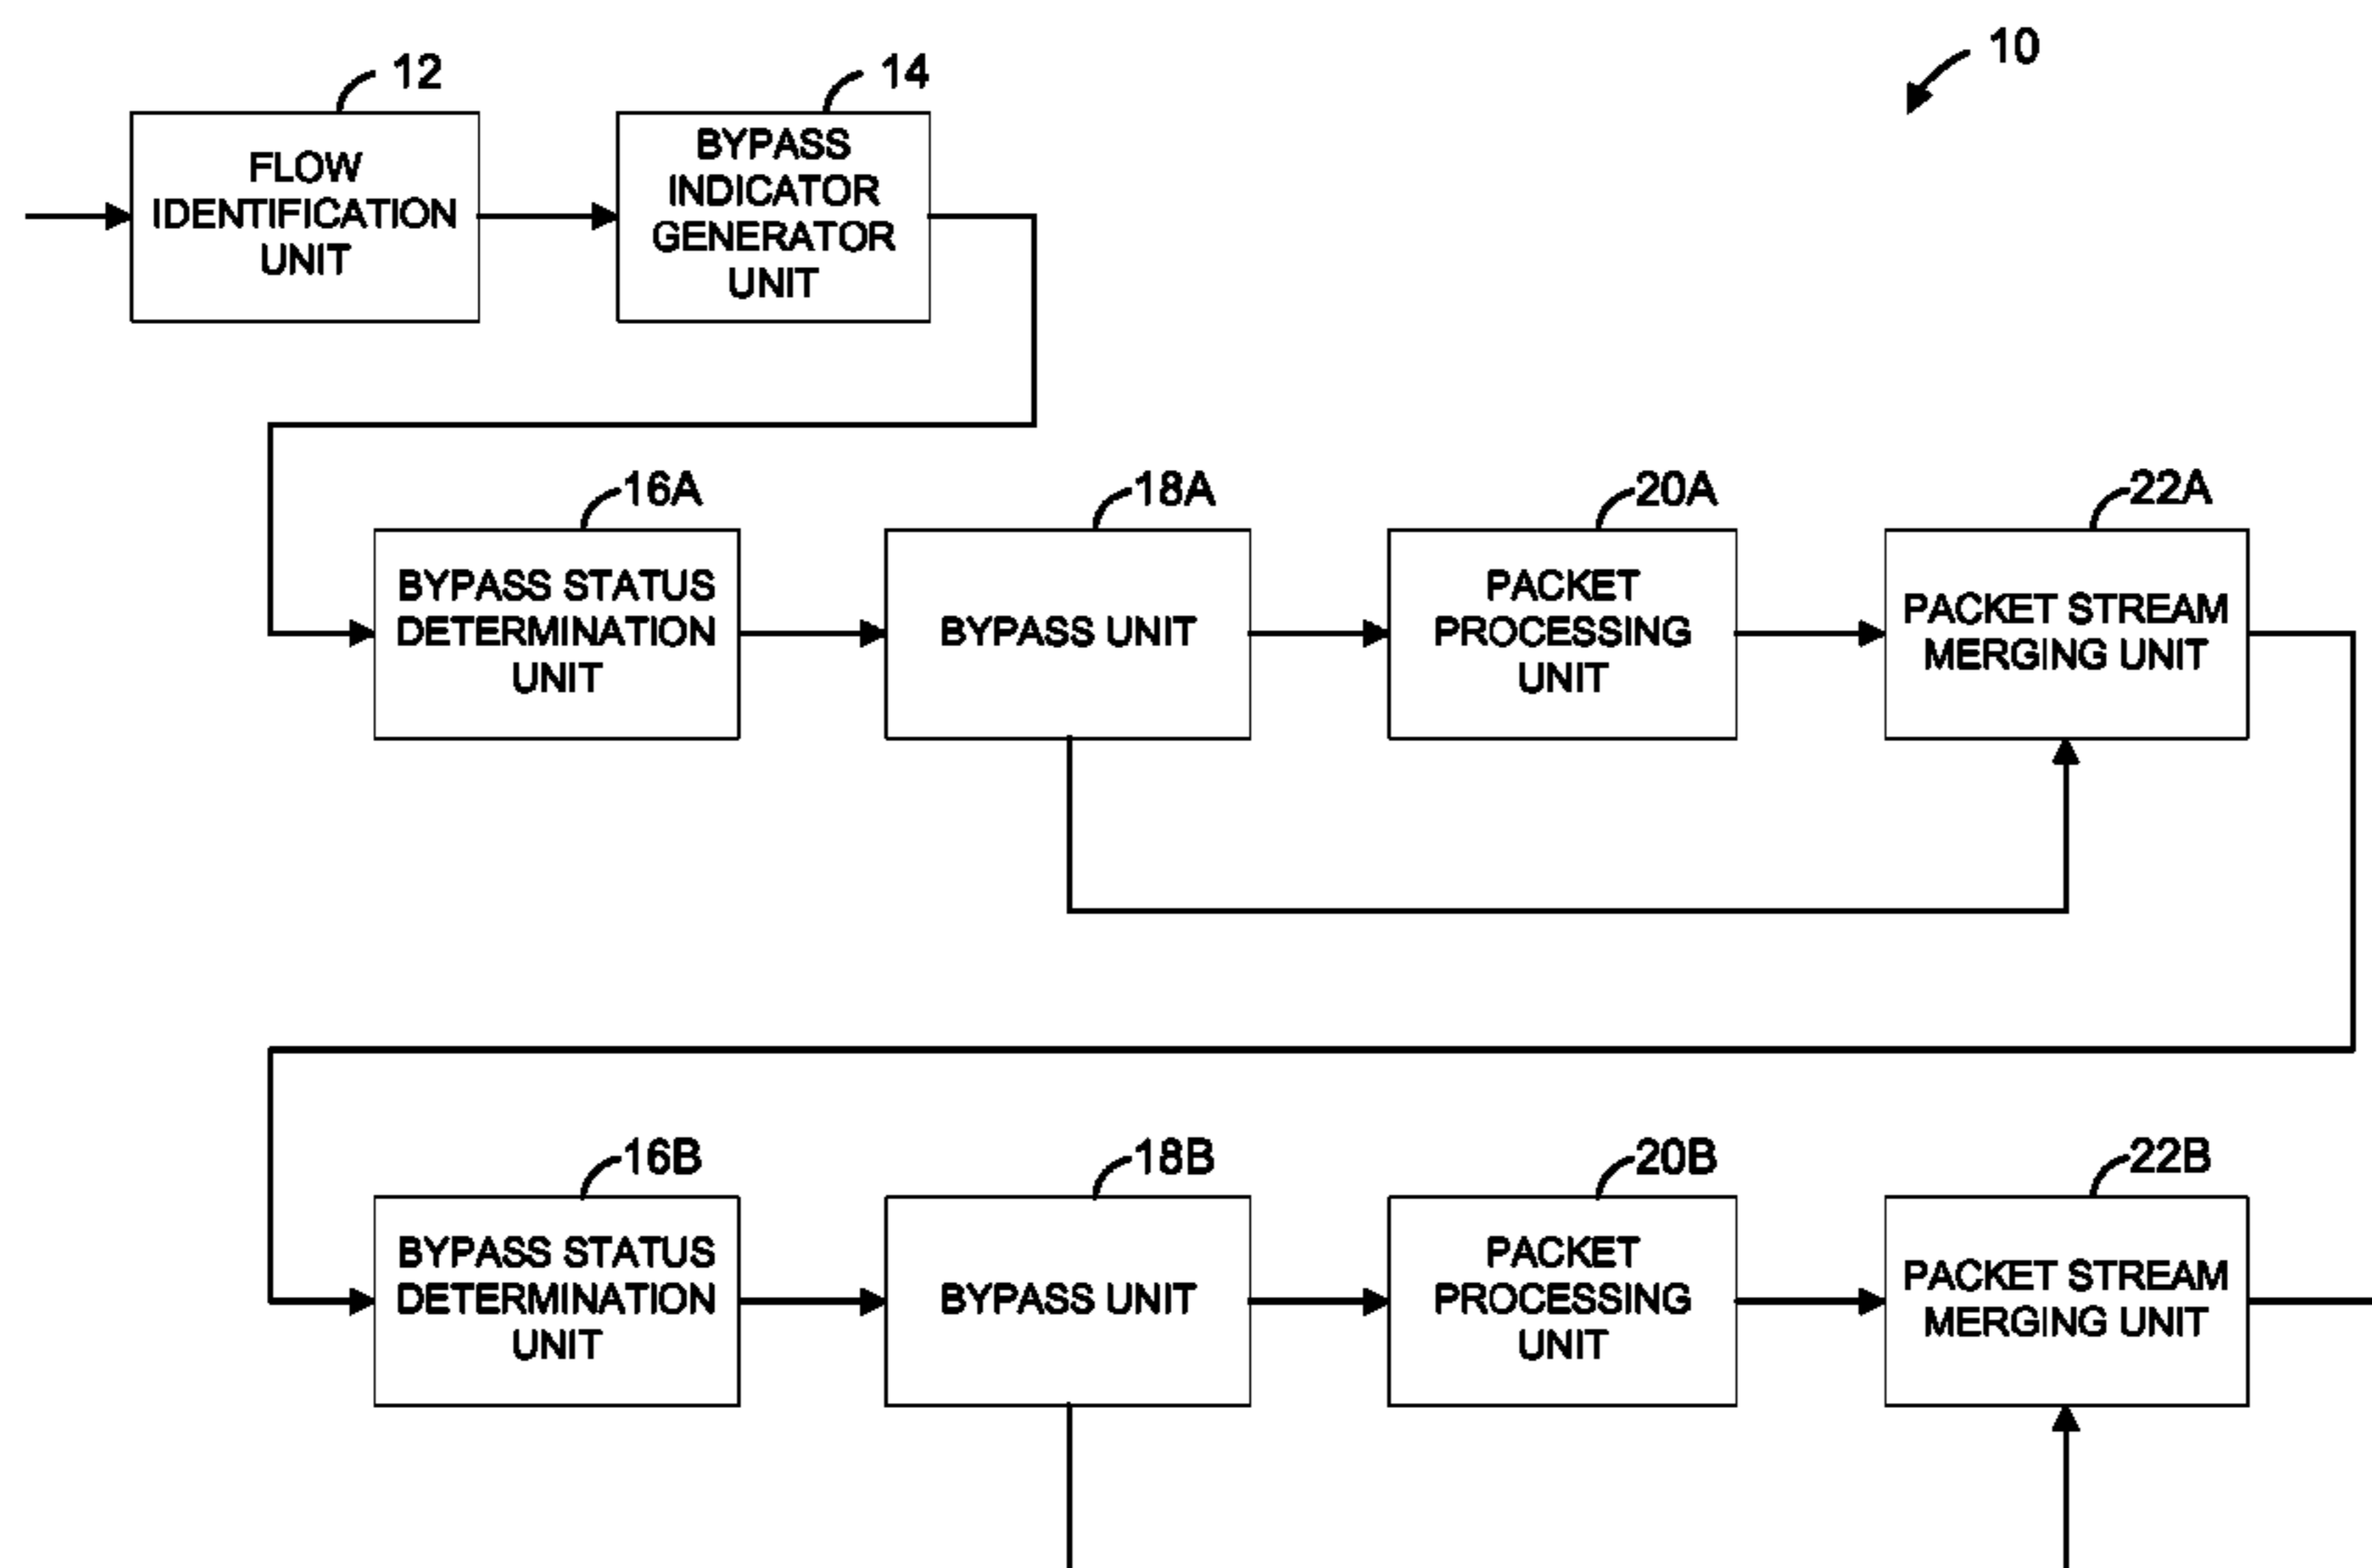 10
12
14
FLOW
IDENTIFICATION
UNIT
BYPASS
INDICATOR
GENERATOR
UNIT
16A
18A
20A
22A
BYPASS STATUS
DETERMINATION
UNIT
BYPASS UNIT
PACKET
PROCESSING
UNIT
PACKET STREAM
MERGING UNIT
16B
18B
20B
22B
BYPASS STATUS
DETERMINATION
UNIT
BYPASS UNIT
PACKET
PROCESSING
UNIT
PACKET STREAM
MERGING UNIT